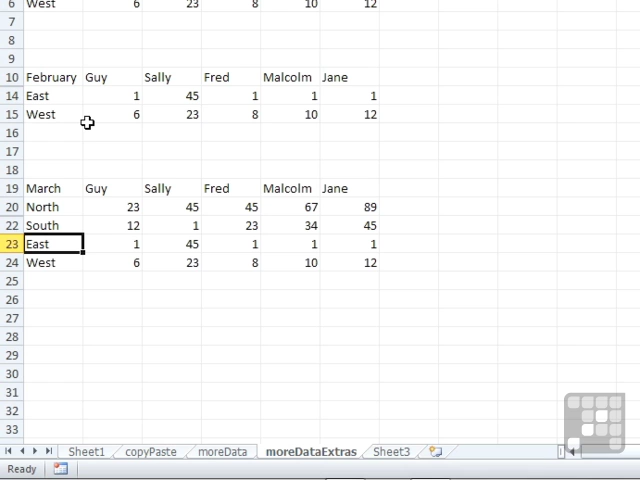 6 West 6 23 8 10 12
7
8
9
10 February Guy Sally Fred Malcolm Jane
14 East 1 45 1 1 1
15 West 6 23 8 10 12
16
17
18
19 March Guy Sally Fred Malcolm Jane
20 North 23 45 45 67 89
22 South 12 1 23 34 45
23 East 1 45 1 1 1
24 West 6 23 8 10 12
25
26
27
28
29
30
31
32
33
Sheet1 copyPaste moreData moreDataExtras Sheet3
Ready